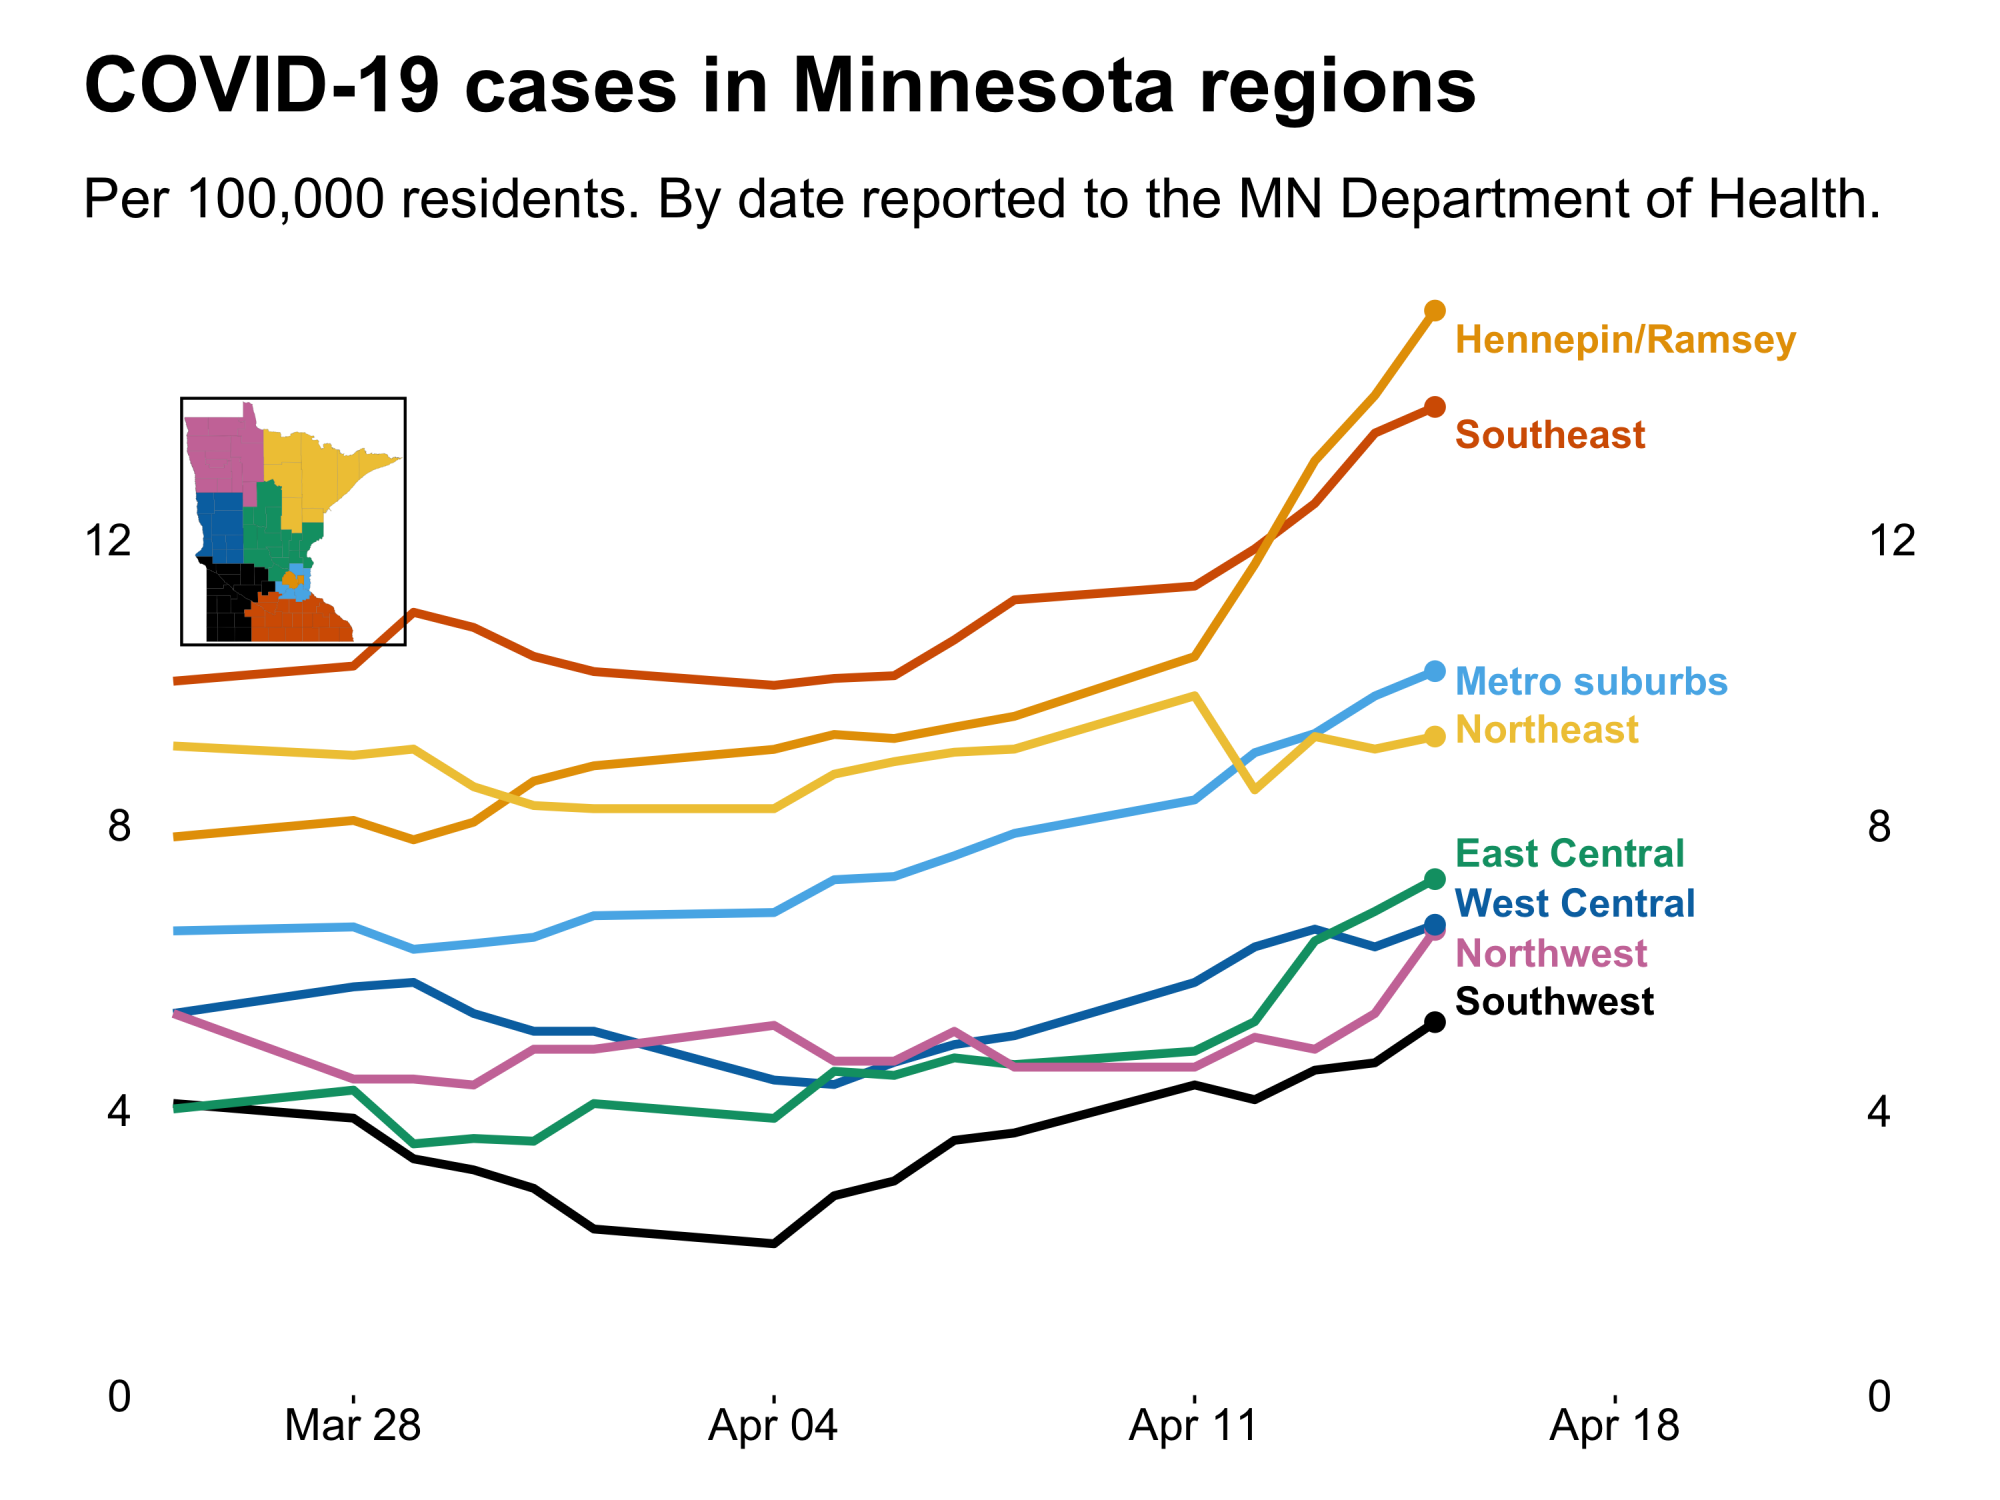 COVID-19 cases in Minnesota regions
Per 100,000 residents. By date reported to the MN Department of Health.
Hennepin/Ramsey
Southeast
12 12
Metro suburbs
Northeast
8 8
East Central
West Central
Northwest
Southwest
4 4
0 0
Mar 28 Apr 04 Apr 11 Apr 18